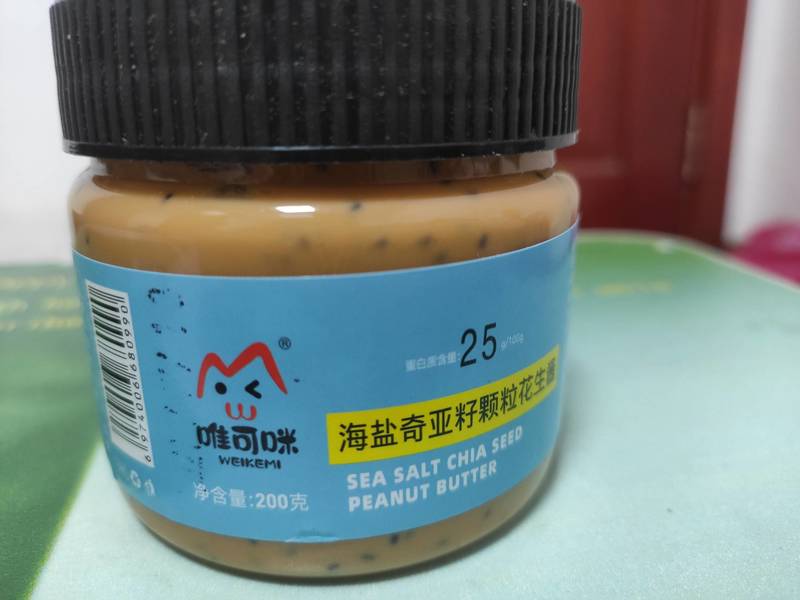 蛋白质含量:25g/100g
®
唯可咪
WEIKEMI
海盐奇亚籽颗粒花生酱
SEA SALT CHIA SEED
PEANUT BUTTER
净含量:200克
6974006680990